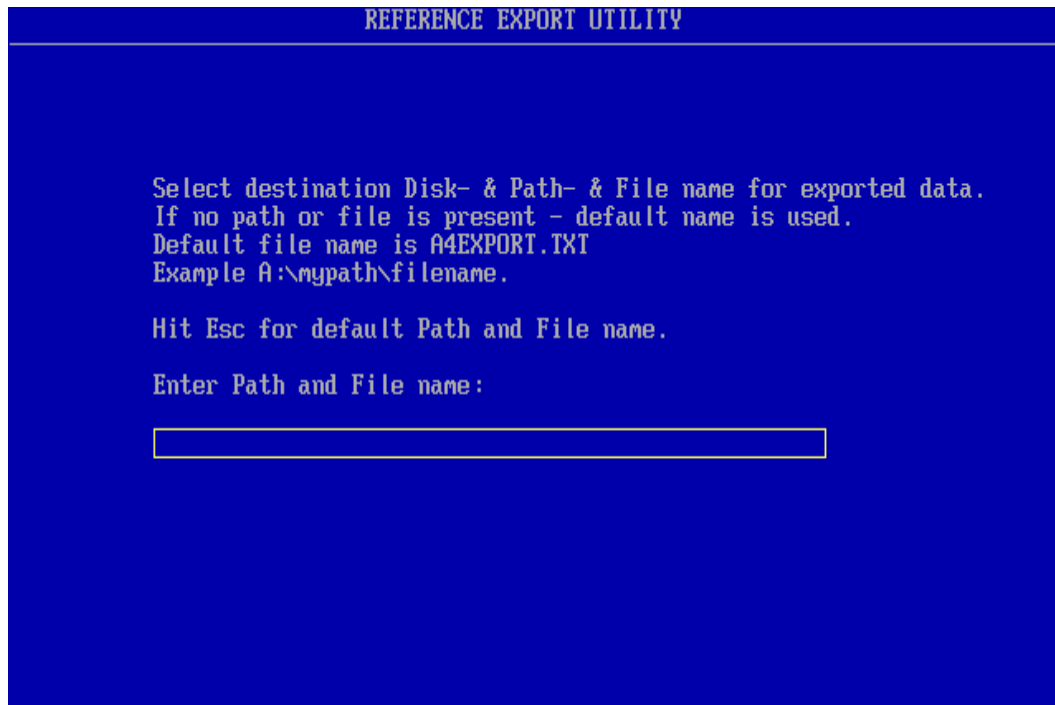 REFERENCE EXPORT UTILITY
Select destination Disk- & Path- & File name for exported data.
If no path or file is present - default name is used.
Default file name is A4EXPORT.TXT
Example A:\mypath\filename.
Hit Esc for default Path and File name.
Enter Path and File name: